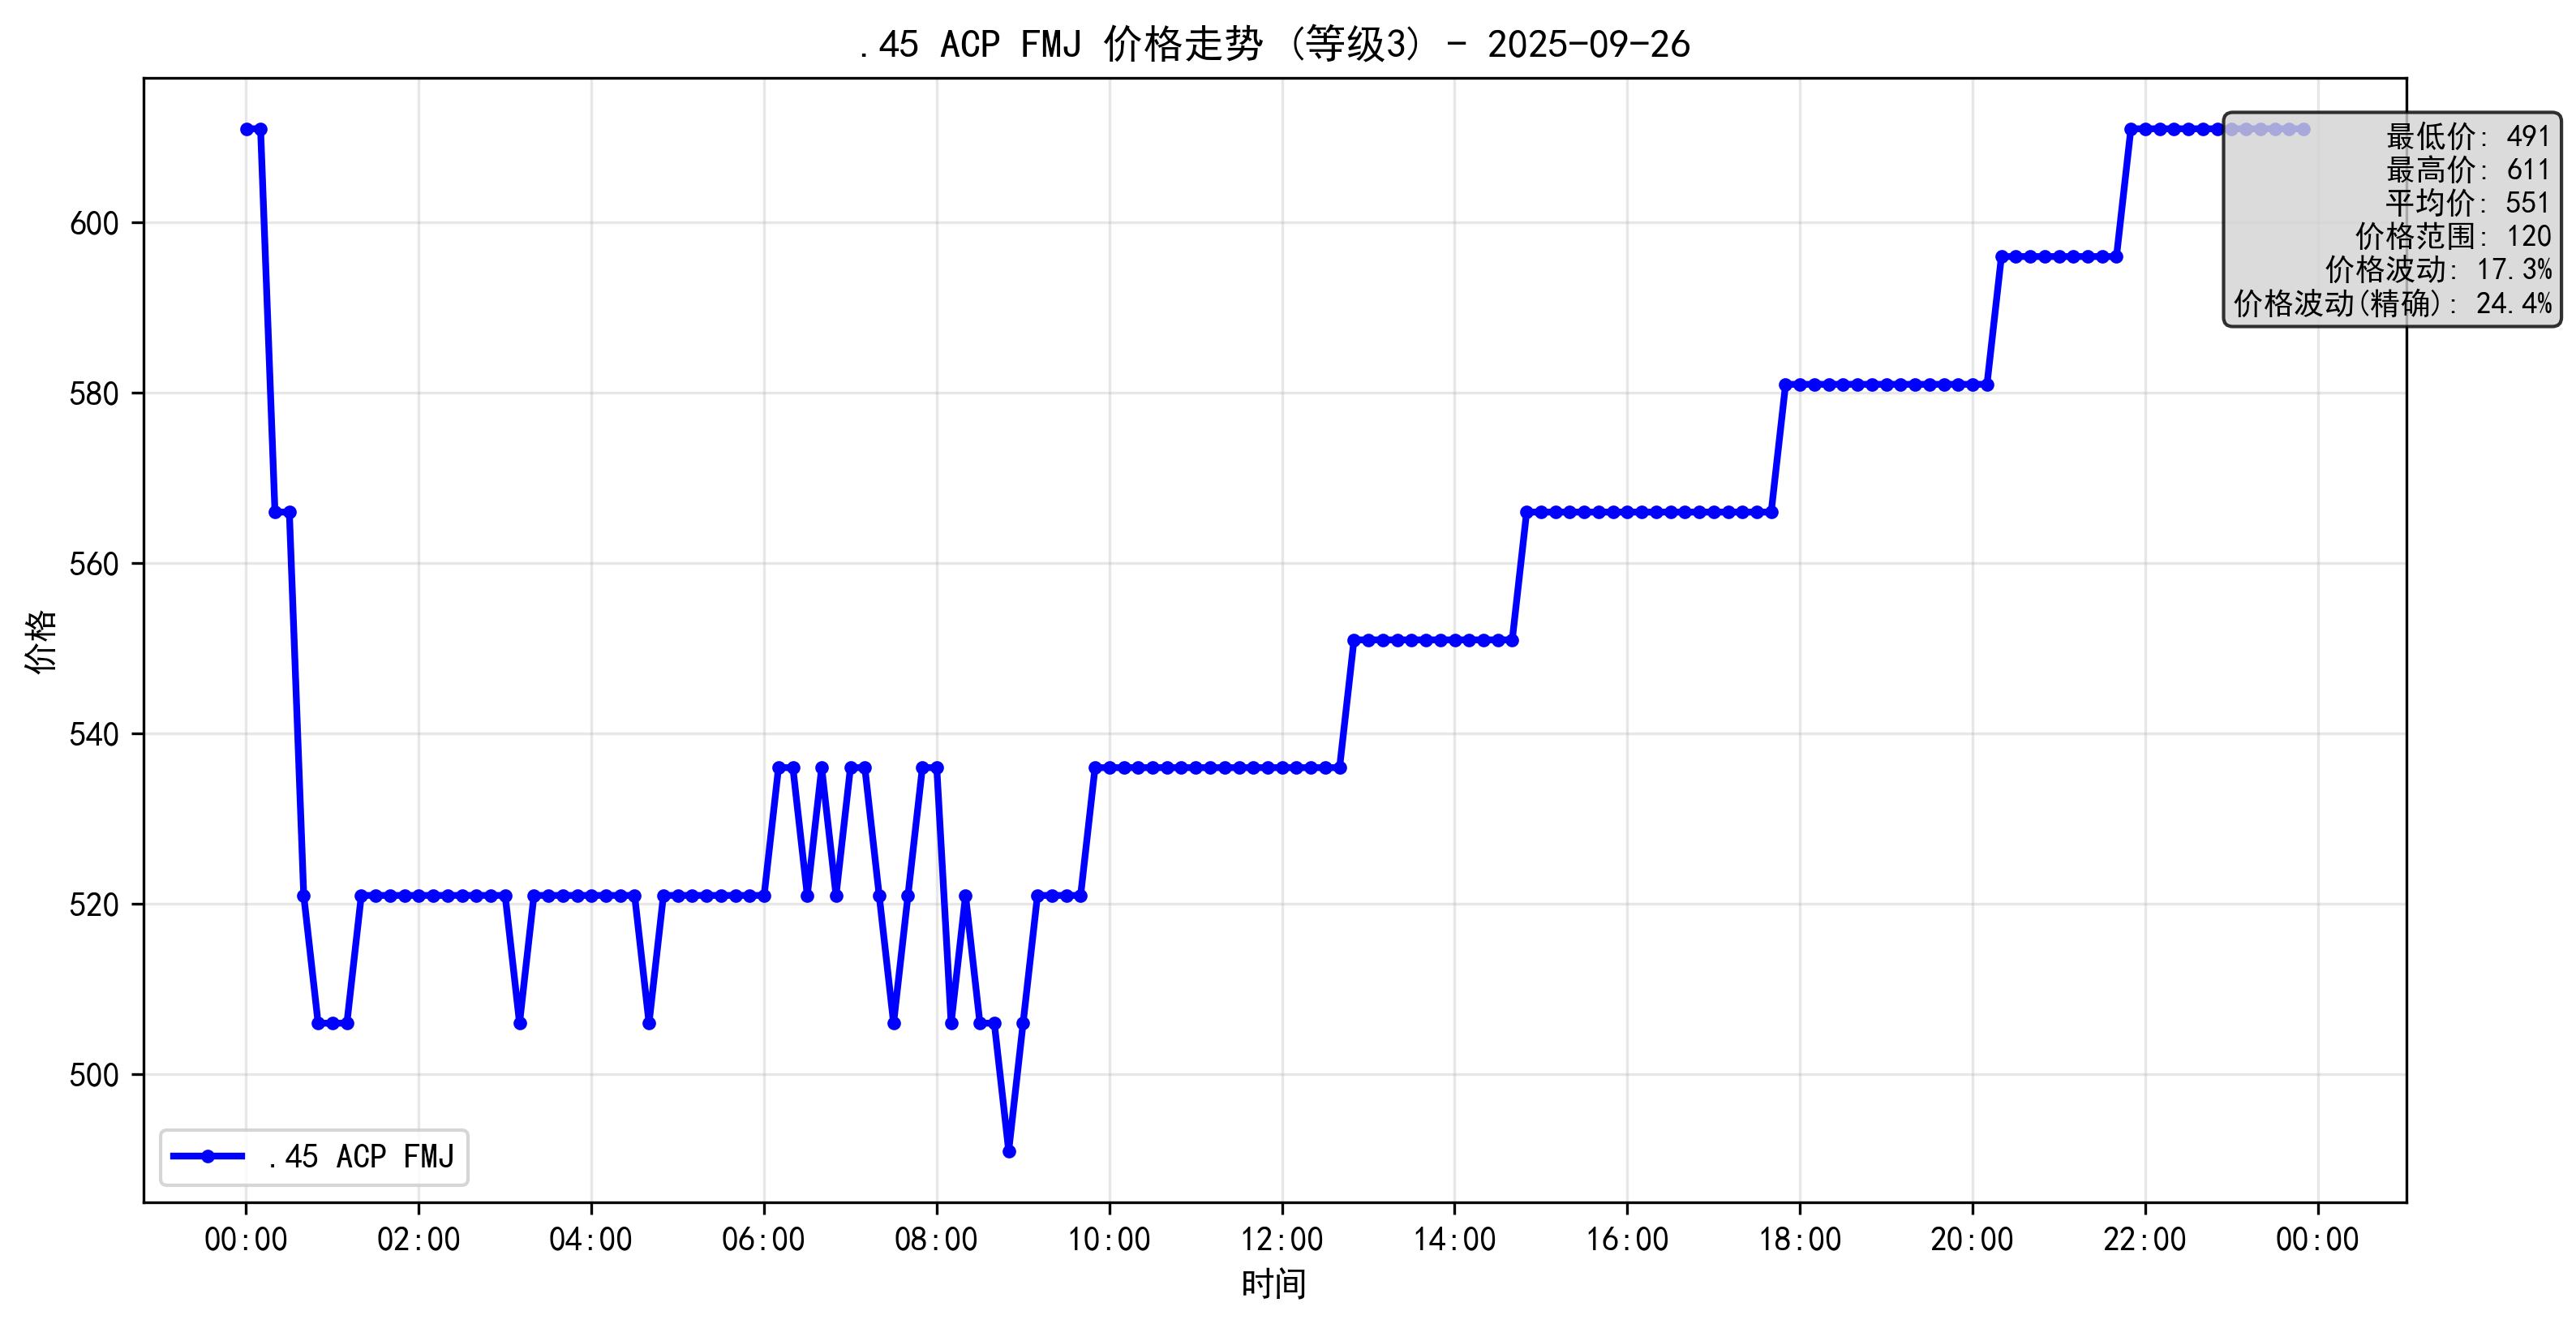 .45 ACP FMJ 价格走势 (等级3) - 2025-09-26
最低价: 491
最高价: 611
平均价: 551
价格范围: 120
价格波动: 17.3%
价格波动(精确): 24.4%
600
580
560
540
520
500
价格
.45 ACP FMJ
00:00 02:00 04:00 06:00 08:00 10:00 12:00 14:00 16:00 18:00 20:00 22:00 00:00
时间